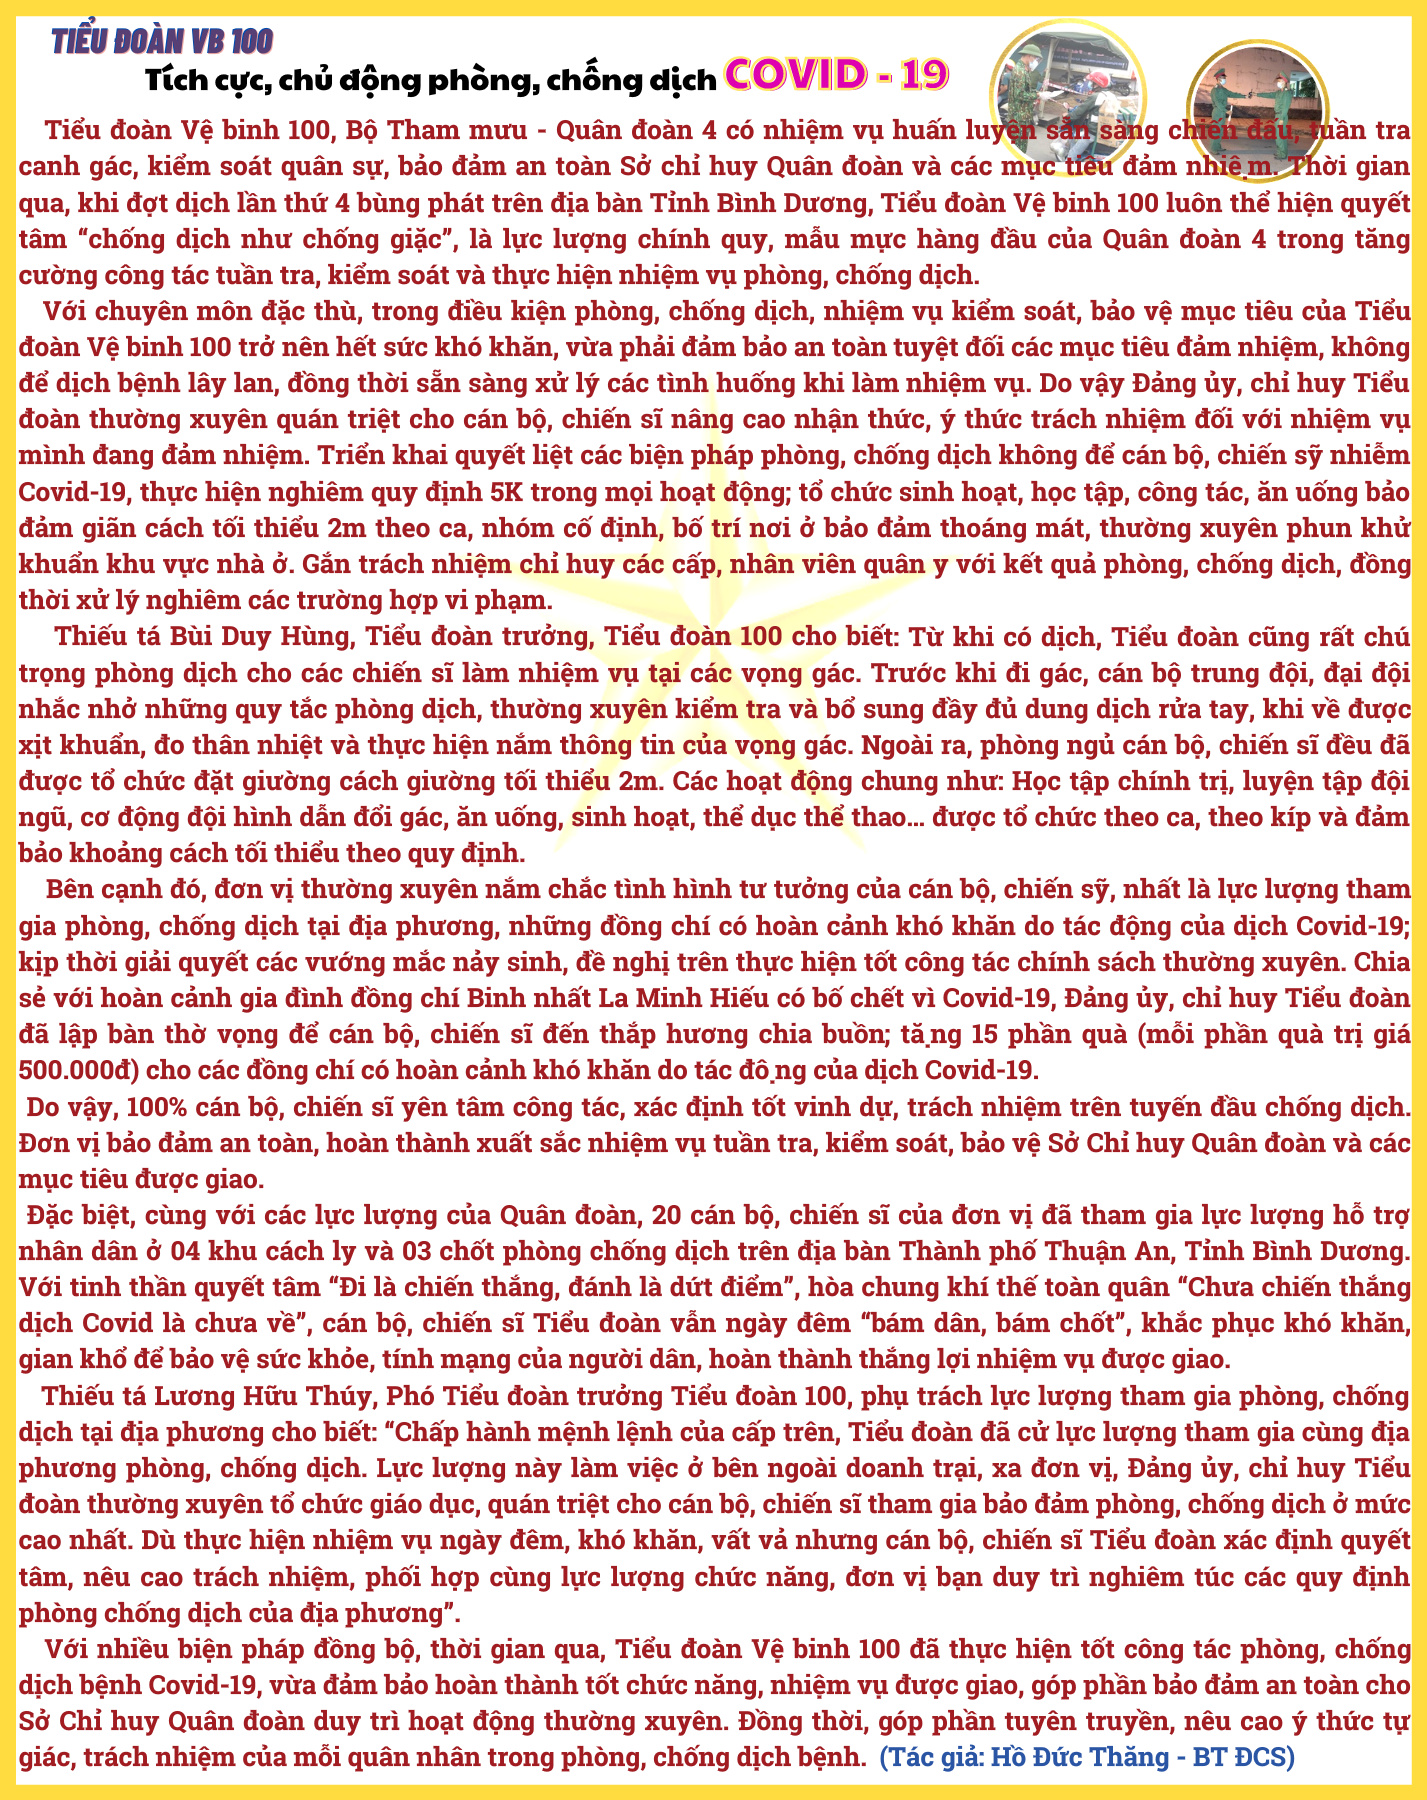 TIỂU ĐOÀN VB 100
Tích cực, chủ động phòng, chống dịch COVID - 19
Tiểu đoàn Vệ binh 100, Bộ Tham mưu - Quân đoàn 4 có nhiệm vụ huấn luyện sẵn sàng chiến đấu, tuần tra
canh gác, kiểm soát quân sự, bảo đảm an toàn Sở chỉ huy Quân đoàn và các mục tiêu đảm nhiệm. Thời gian
qua, khi đợt dịch lần thứ 4 bùng phát trên địa bàn Tỉnh Bình Dương, Tiểu đoàn Vệ binh 100 luôn thể hiện quyết
tâm “chống dịch như chống giặc”, là lực lượng chính quy, mẫu mực hàng đầu của Quân đoàn 4 trong tăng
cường công tác tuần tra, kiểm soát và thực hiện nhiệm vụ phòng, chống dịch.
Với chuyên môn đặc thù, trong điều kiện phòng, chống dịch, nhiệm vụ kiểm soát, bảo vệ mục tiêu của Tiểu
đoàn Vệ binh 100 trở nên hết sức khó khăn, vừa phải đảm bảo an toàn tuyệt đối các mục tiêu đảm nhiệm, không
để dịch bệnh lây lan, đồng thời sẵn sàng xử lý các tình huống khi làm nhiệm vụ. Do vậy Đảng ủy, chỉ huy Tiểu
đoàn thường xuyên quán triệt cho cán bộ, chiến sĩ nâng cao nhận thức, ý thức trách nhiệm đối với nhiệm vụ
mình đang đảm nhiệm. Triển khai quyết liệt các biện pháp phòng, chống dịch không để cán bộ, chiến sỹ nhiễm
Covid-19, thực hiện nghiêm quy định 5K trong mọi hoạt động; tổ chức sinh hoạt, học tập, công tác, ăn uống bảo
đảm giãn cách tối thiểu 2m theo ca, nhóm cố định, bố trí nơi ở bảo đảm thoáng mát, thường xuyên phun khử
khuẩn khu vực nhà ở. Gắn trách nhiệm chỉ huy các cấp, nhân viên quân y với kết quả phòng, chống dịch, đồng
thời xử lý nghiêm các trường hợp vi phạm.
Thiếu tá Bùi Duy Hùng, Tiểu đoàn trưởng, Tiểu đoàn 100 cho biết: Từ khi có dịch, Tiểu đoàn cũng rất chú
trọng phòng dịch cho các chiến sĩ làm nhiệm vụ tại các vọng gác. Trước khi đi gác, cán bộ trung đội, đại đội
nhắc nhở những quy tắc phòng dịch, thường xuyên kiểm tra và bổ sung đầy đủ dung dịch rửa tay, khi về được
xịt khuẩn, đo thân nhiệt và thực hiện nắm thông tin của vọng gác. Ngoài ra, phòng ngủ cán bộ, chiến sĩ đều đã
được tổ chức đặt giường cách giường tối thiểu 2m. Các hoạt động chung như: Học tập chính trị, luyện tập đội
ngũ, cơ động đội hình dẫn đổi gác, ăn uống, sinh hoạt, thể dục thể thao... được tổ chức theo ca, theo kíp và đảm
bảo khoảng cách tối thiểu theo quy định.
Bên cạnh đó, đơn vị thường xuyên nắm chắc tình hình tư tưởng của cán bộ, chiến sỹ, nhất là lực lượng tham
gia phòng, chống dịch tại địa phương, những đồng chí có hoàn cảnh khó khăn do tác động của dịch Covid-19;
kịp thời giải quyết các vướng mắc nảy sinh, đề nghị trên thực hiện tốt công tác chính sách thường xuyên. Chia
sẻ với hoàn cảnh gia đình đồng chí Binh nhất La Minh Hiếu có bố chết vì Covid-19, Đảng ủy, chỉ huy Tiểu đoàn
đã lập bàn thờ vọng để cán bộ, chiến sĩ đến thắp hương chia buồn; tặng 15 phần quà (mỗi phần quà trị giá
500.000đ) cho các đồng chí có hoàn cảnh khó khăn do tác động của dịch Covid-19.
Do vậy, 100% cán bộ, chiến sĩ yên tâm công tác, xác định tốt vinh dự, trách nhiệm trên tuyến đầu chống dịch.
Đơn vị bảo đảm an toàn, hoàn thành xuất sắc nhiệm vụ tuần tra, kiểm soát, bảo vệ Sở Chỉ huy Quân đoàn và các
mục tiêu được giao.
Đặc biệt, cùng với các lực lượng của Quân đoàn, 20 cán bộ, chiến sĩ của đơn vị đã tham gia lực lượng hỗ trợ
nhân dân ở 04 khu cách ly và 03 chốt phòng chống dịch trên địa bàn Thành phố Thuận An, Tỉnh Bình Dương.
Với tinh thần quyết tâm “Đi là chiến thắng, đánh là dứt điểm”, hòa chung khí thế toàn quân “Chưa chiến thắng
dịch Covid là chưa về”, cán bộ, chiến sĩ Tiểu đoàn vẫn ngày đêm “bám dân, bám chốt”, khắc phục khó khăn,
gian khổ để bảo vệ sức khỏe, tính mạng của người dân, hoàn thành thắng lợi nhiệm vụ được giao.
Thiếu tá Lương Hữu Thúy, Phó Tiểu đoàn trưởng Tiểu đoàn 100, phụ trách lực lượng tham gia phòng, chống
dịch tại địa phương cho biết: “Chấp hành mệnh lệnh của cấp trên, Tiểu đoàn đã cử lực lượng tham gia cùng địa
phương phòng, chống dịch. Lực lượng này làm việc ở bên ngoài doanh trại, xa đơn vị, Đảng ủy, chỉ huy Tiểu
đoàn thường xuyên tổ chức giáo dục, quán triệt cho cán bộ, chiến sĩ tham gia bảo đảm phòng, chống dịch ở mức
cao nhất. Dù thực hiện nhiệm vụ ngày đêm, khó khăn, vất vả nhưng cán bộ, chiến sĩ Tiểu đoàn xác định quyết
tâm, nêu cao trách nhiệm, phối hợp cùng lực lượng chức năng, đơn vị bạn duy trì nghiêm túc các quy định
phòng chống dịch của địa phương”.
Với nhiều biện pháp đồng bộ, thời gian qua, Tiểu đoàn Vệ binh 100 đã thực hiện tốt công tác phòng, chống
dịch bệnh Covid-19, vừa đảm bảo hoàn thành tốt chức năng, nhiệm vụ được giao, góp phần bảo đảm an toàn cho
Sở Chỉ huy Quân đoàn duy trì hoạt động thường xuyên. Đồng thời, góp phần tuyên truyền, nêu cao ý thức tự
giác, trách nhiệm của mỗi quân nhân trong phòng, chống dịch bệnh. (Tác giả: Hồ Đức Thăng - BT ĐCS)